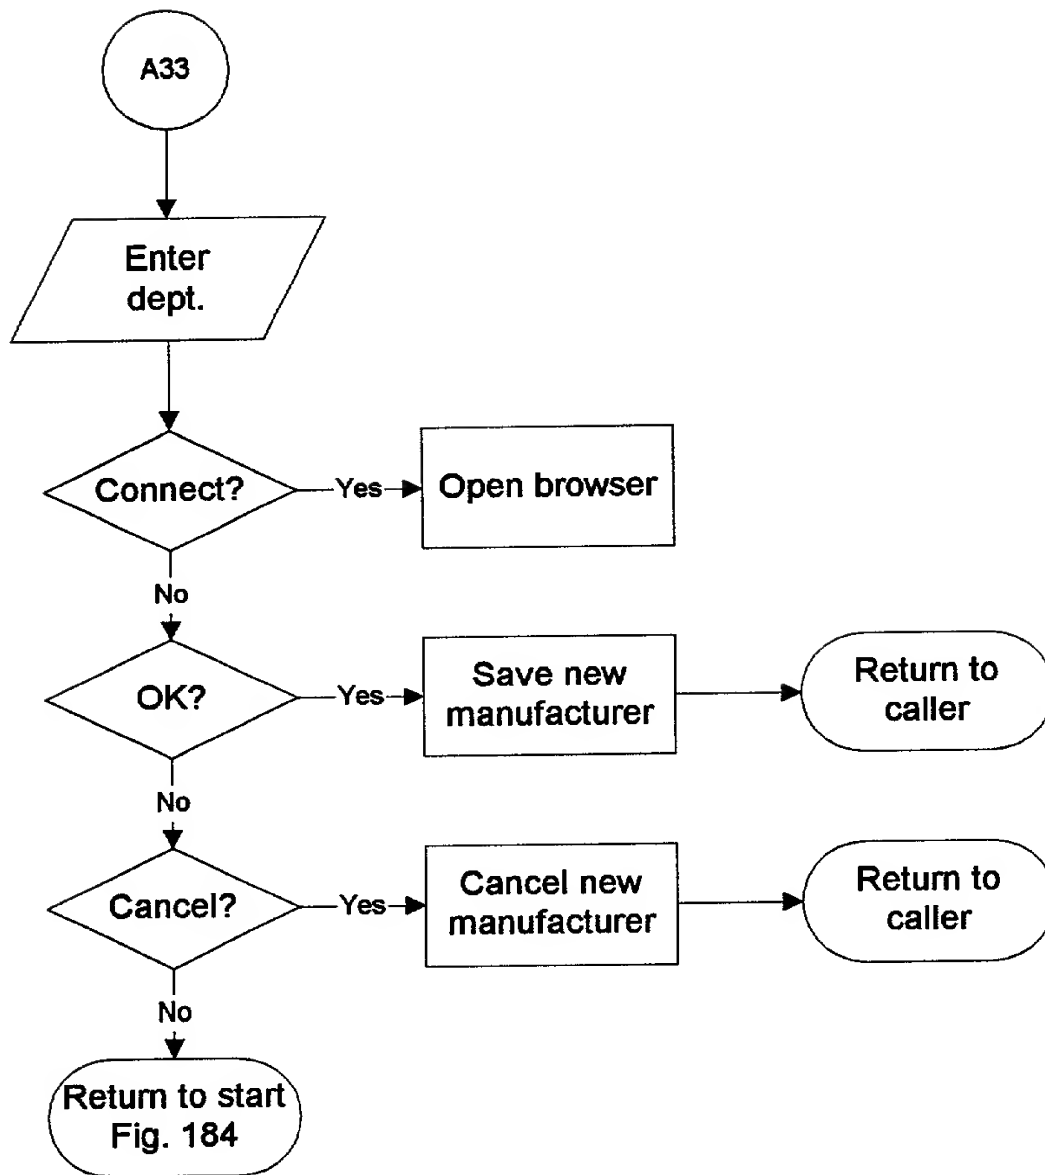 A33
Enter
dept.
Connect?
Yes
Open browser
No
OK?
Yes
Save new
manufacturer
Return to
caller
No
Cancel?
Yes
Cancel new
manufacturer
Return to
caller
No
Return to start
Fig. 184